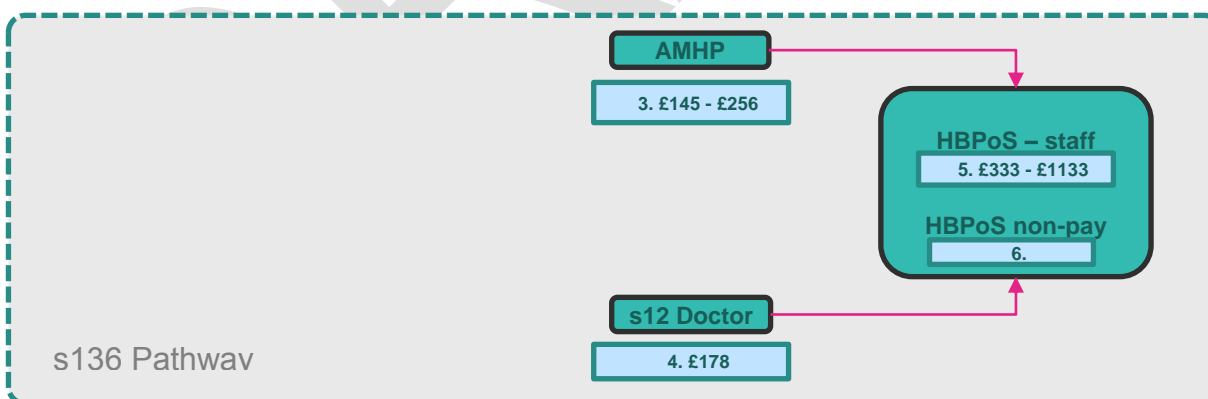 AMHP
3. £145 - £256
HBPoS – staff
5. £333 - £1133
HBPoS non-pay
6.
s12 Doctor
4. £178
s136 Pathway